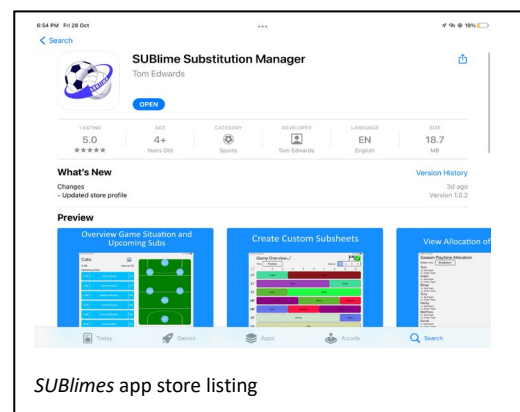 6:54 PM Fri 28 Oct
19%
Search
SUBlime Substitution Manager
Tom Edwards
OPEN
1 RATING
AGE
CATEGORY
DEVELOPER
LANGUAGE
SIZE
5.0
4+
EN
18.7
★★★★★
Years Old
Sports
Tom Edwards
English
MB
What's New
Version History
Changes
3d ago
- Updated store profile
Version 1.0.2
Preview
Overview Game Situation and
Upcoming Subs
Create Custom Subsheets
View Allocation of
Game Overview
Season Playtime Allocation
Today
Games
Apps
Arcade
Search
SUBlimes app store listing